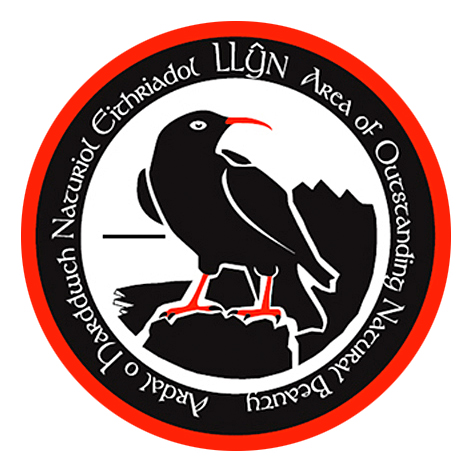 Ardal o Harddwch Naturiol Eithriadol
LLŶN
Area of Outstanding Natural Beauty